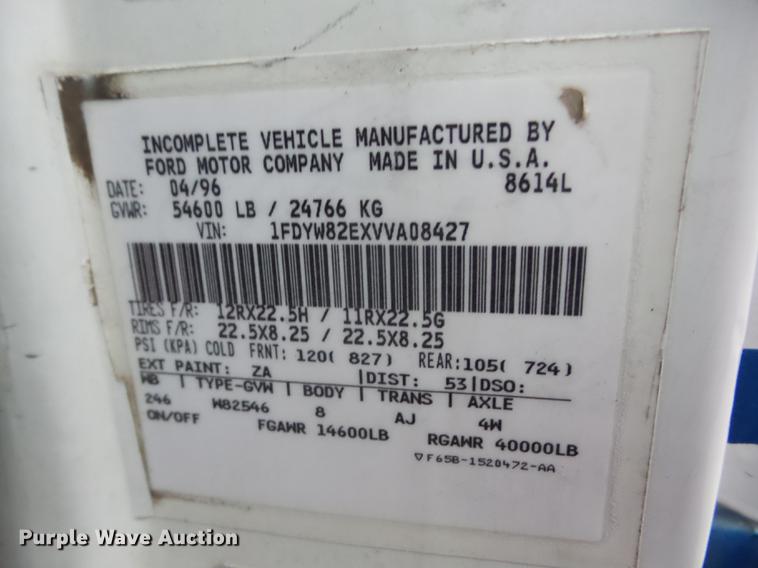 INCOMPLETE VEHICLE MANUFACTURED BY
FORD MOTOR COMPANY MADE IN U.S.A.
DATE: 04/96 8614L
GVWR: 54600 LB / 24766 KG
VIN: 1FDYW82EXVVA08427
TIRES F/R: 12RX22.5H / 11RX22.5G
RIMS F/R: 22.5X8.25 / 22.5X8.25
PSI (KPA) COLD FRNT: 120( 827) REAR: 105( 724)
EXT PAINT: ZA |DIST: 53|DSO:
WB | TYPE-GVW | BODY | TRANS | AXLE
246 W82546 8 AJ 4W
ON/OFF FGAWR 14600LB RGAWR 40000LB
▽F65B-1520472-AA
Purple Wave Auction